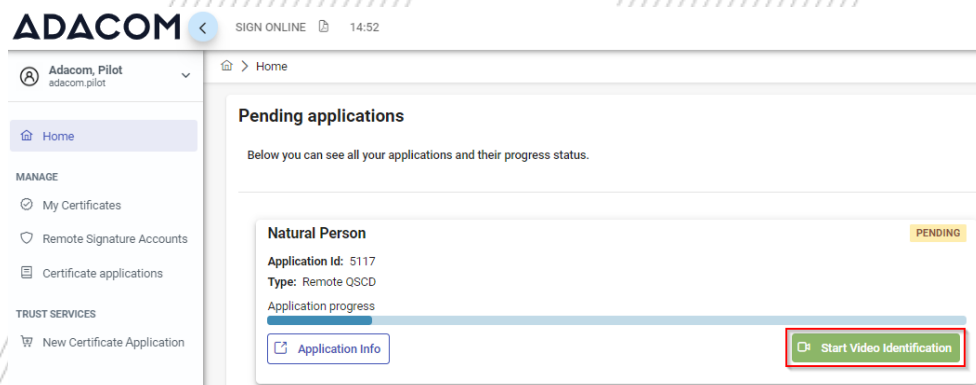 ADACOM
SIGN ONLINE 14:52
Adacom, Pilot
adacom.pilot
Home
Home
MANAGE
My Certificates
Remote Signature Accounts
Certificate applications
TRUST SERVICES
New Certificate Application
Pending applications
Below you can see all your applications and their progress status.
Natural Person PENDING
Application Id: 5117
Type: Remote QSCD
Application progress
Application Info Start Video Identification